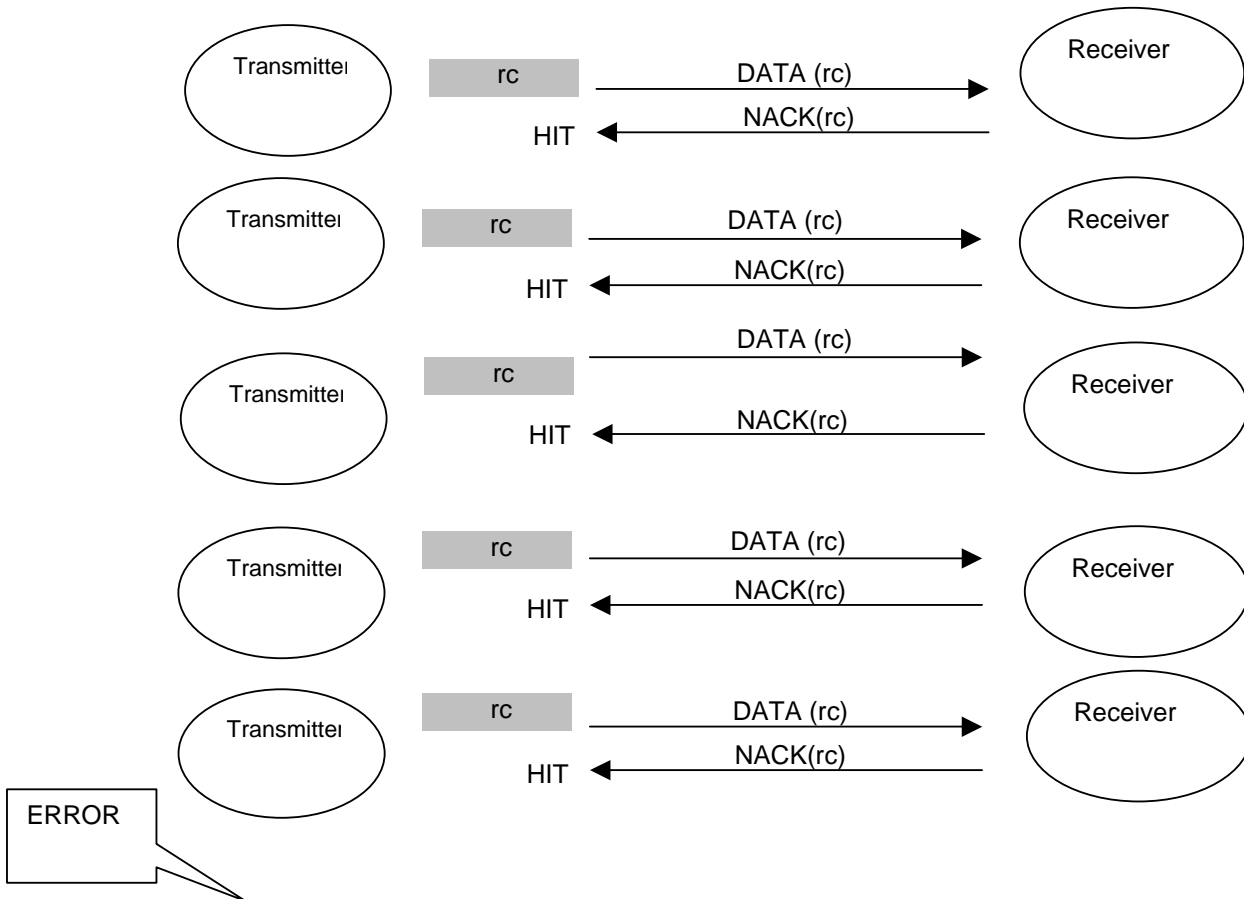 Transmitter
rc
DATA (rc)
Receiver
NACK(rc)
HIT
Transmitter
rc
DATA (rc)
Receiver
NACK(rc)
HIT
DATA (rc)
Transmitter
rc
Receiver
NACK(rc)
HIT
Transmitter
rc
DATA (rc)
Receiver
NACK(rc)
HIT
Transmitter
rc
DATA (rc)
Receiver
NACK(rc)
HIT
ERROR